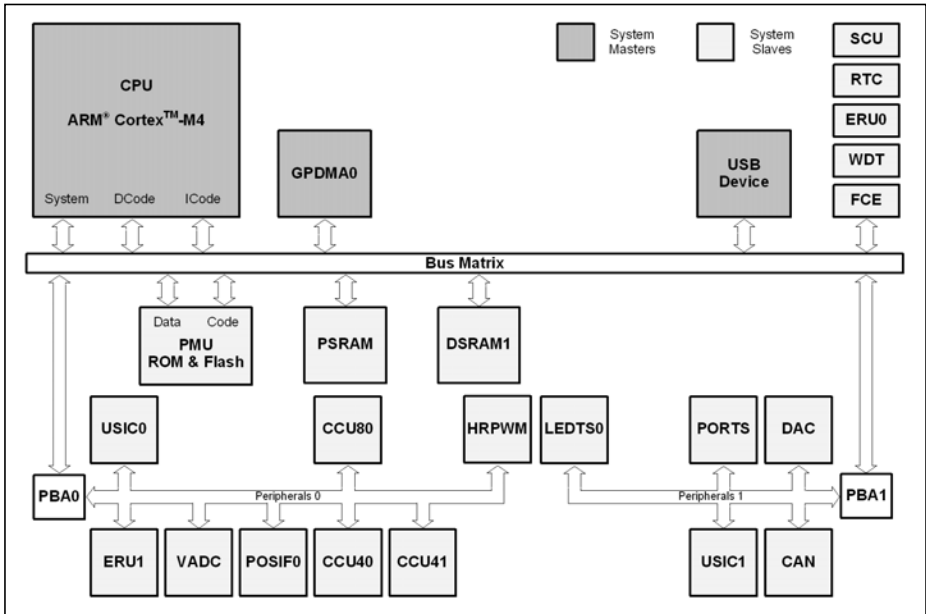 CPU
ARM® Cortex™-M4
System DCode ICode
GPDMA0
System
Masters
System
Slaves
USB
Device
SCU
RTC
ERU0
WDT
FCE
Bus Matrix
Data Code
PMU
ROM & Flash
PSRAM
DSRAM1
USIC0
CCU80
HRPWM
LEDTS0
PORTS
DAC
PBA0
Peripherals 0
Peripherals 1
PBA1
ERU1
VADC
POSIF0
CCU40
CCU41
USIC1
CAN